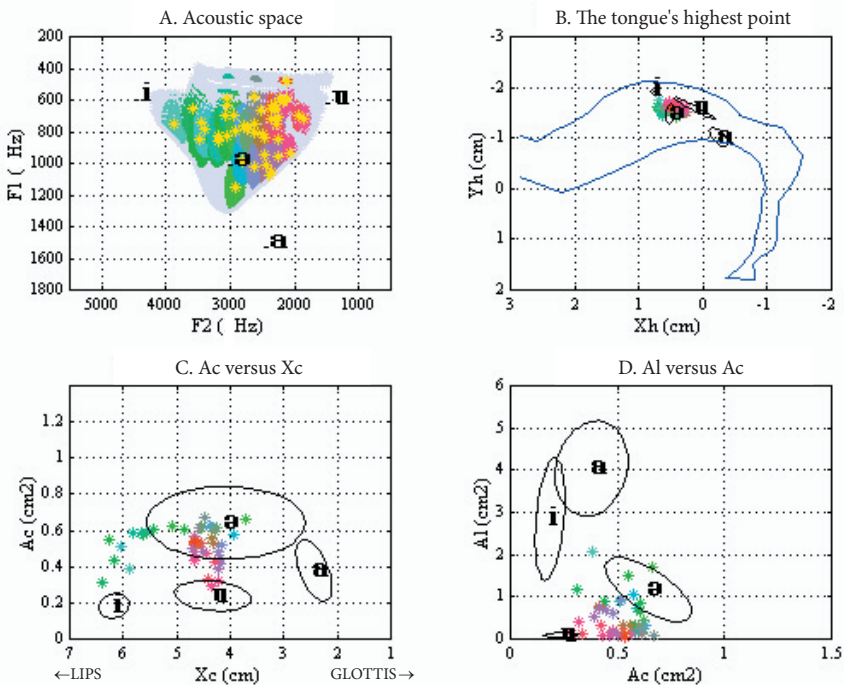 A. Acoustic space
200
400
600
800
1000
1200
1400
1600
1800
F1 ( Hz)
i
u
ə
a
5000 4000 3000 2000 1000
F2 ( Hz)
B. The tongue's highest point
-3
-2
-1
0
1
2
Yh (cm)
i
u
ə
a
3 2 1 0 -1 -2
Xh (cm)
C. Ac versus Xc
1.2
1
0.8
0.6
0.4
0.2
0
Ac (cm2)
ə
a
u
i
7 6 5 4 3 2 1
←LIPS Xc (cm) GLOTTIS→
D. Al versus Ac
6
5
4
3
2
1
0
Al (cm2)
a
i
ə
u
0 0.5 1 1.5
Ac (cm2)